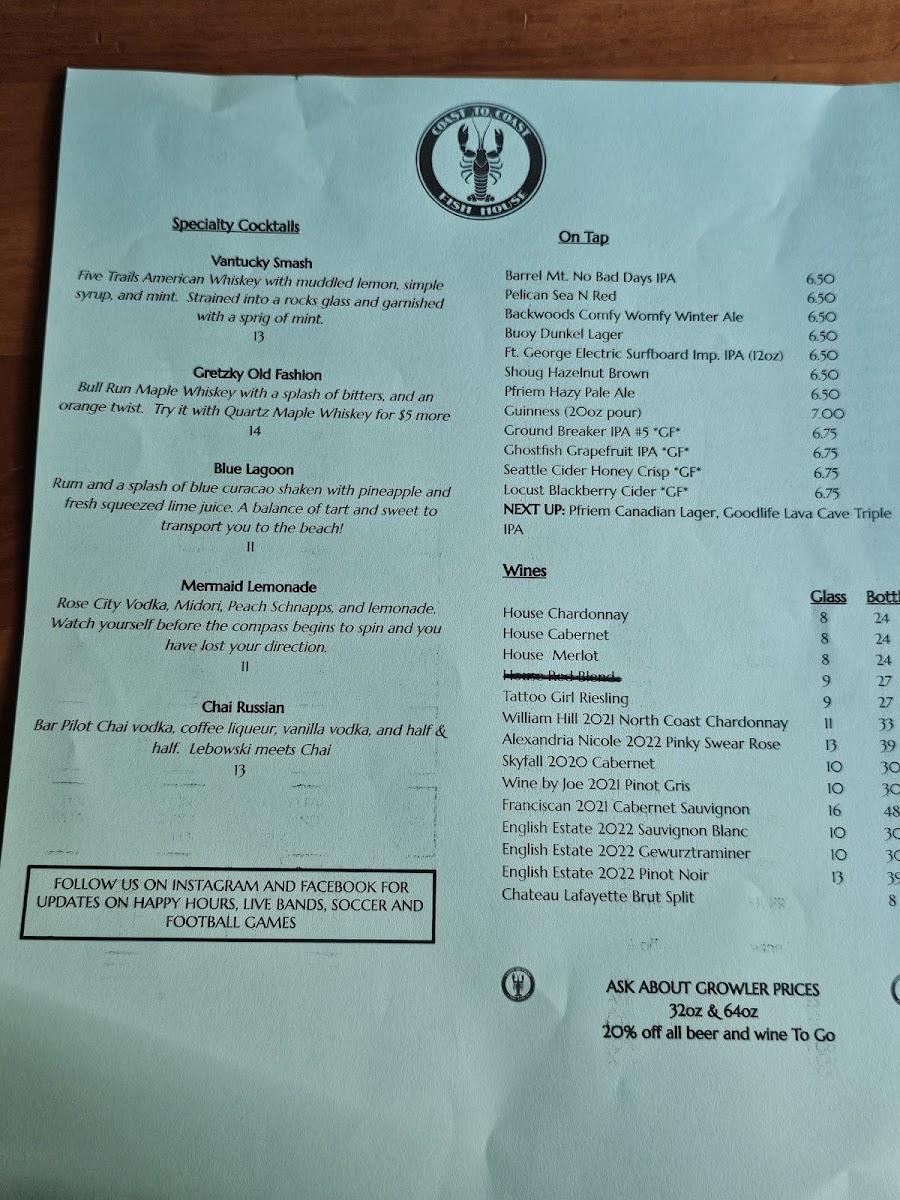 COAST TO COAST
FISH HOUSE
Specialty Cocktails
Vantucky Smash
Five Trails American Whiskey with muddled lemon, simple
syrup, and mint. Strained into a rocks glass and garnished
with a sprig of mint.
13
Gretzky Old Fashion
Bull Run Maple Whiskey with a splash of bitters, and an
orange twist. Try it with Quartz Maple Whiskey for $5 more
14
Blue Lagoon
Rum and a splash of blue curacao shaken with pineapple and
fresh squeezed lime juice. A balance of tart and sweet to
transport you to the beach!
11
Mermaid Lemonade
Rose City Vodka, Midori, Peach Schnapps, and lemonade.
Watch yourself before the compass begins to spin and you
have lost your direction.
11
Chai Russian
Bar Pilot Chai vodka, coffee liqueur, vanilla vodka, and half &
half. Lebowski meets Chai
13
FOLLOW US ON INSTAGRAM AND FACEBOOK FOR
UPDATES ON HAPPY HOURS, LIVE BANDS, SOCCER AND
FOOTBALL GAMES
On Tap
Barrel Mt. No Bad Days IPA 6.50
Pelican Sea N Red 6.50
Backwoods Comfy Womfy Winter Ale 6.50
Buoy Dunkel Lager 6.50
Ft. George Electric Surfboard Imp. IPA (12oz) 6.50
Shoug Hazelnut Brown 6.50
Pfriem Hazy Pale Ale 6.50
Guinness (20oz pour) 7.00
Ground Breaker IPA #5 *GF* 6.75
Ghostfish Grapefruit IPA *GF* 6.75
Seattle Cider Honey Crisp *GF* 6.75
Locust Blackberry Cider *GF* 6.75
NEXT UP: Pfriem Canadian Lager, Goodlife Lava Cave Triple
IPA
Wines
Glass Bottl
House Chardonnay 8 24
House Cabernet 8 24
House Merlot 8 24
House Red Blend 9 27
Tattoo Girl Riesling 9 27
William Hill 2021 North Coast Chardonnay 11 33
Alexandria Nicole 2022 Pinky Swear Rose 13 39
Skyfall 2020 Cabernet 10 30
Wine by Joe 2021 Pinot Gris 10 30
Franciscan 2021 Cabernet Sauvignon 16 48
English Estate 2022 Sauvignon Blanc 10 30
English Estate 2022 Gewurztraminer 10 30
English Estate 2022 Pinot Noir 13 39
Chateau Lafayette Brut Split 8
ASK ABOUT GROWLER PRICES
32oz & 64oz
20% off all beer and wine To Go